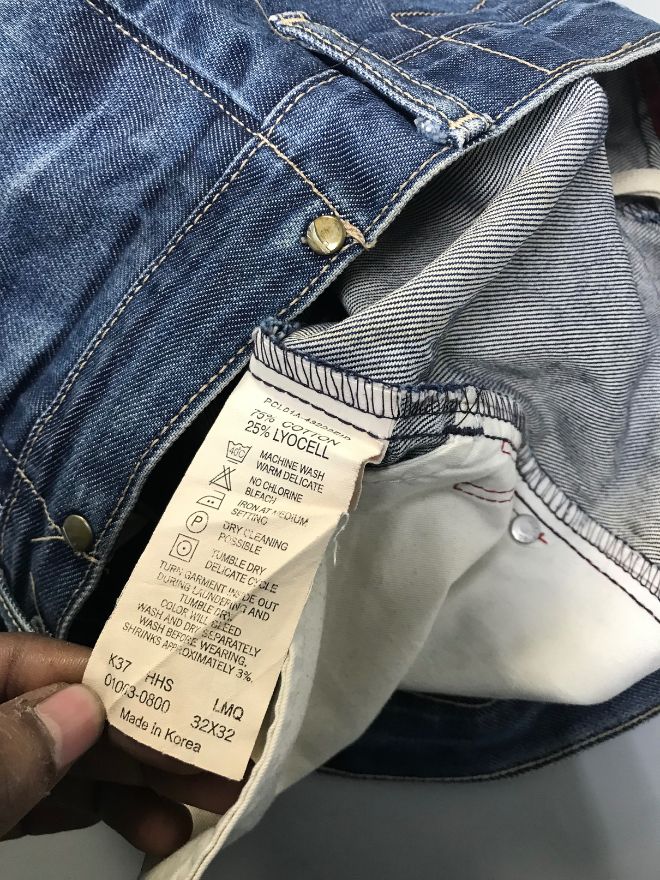 75% COTTON
25% LYOCELL
40C
MACHINE WASH
WARM DELICATE
NO CHLORINE
BLEACH
IRON AT MEDIUM
SETTING
P
DRY CLEANING
POSSIBLE
TUMBLE DRY
DELICATE CYCLE
TURN GARMENT INSIDE OUT
DURING LAUNDERING AND
TUMBLE DRY.
COLOR WILL BLEED
WASH AND DRY SEPARATELY
WASH BEFORE WEARING.
SHRINKS APPROXIMATELY 3%.
K37 HHS LMQ
01003-0800 32X32
Made in Korea